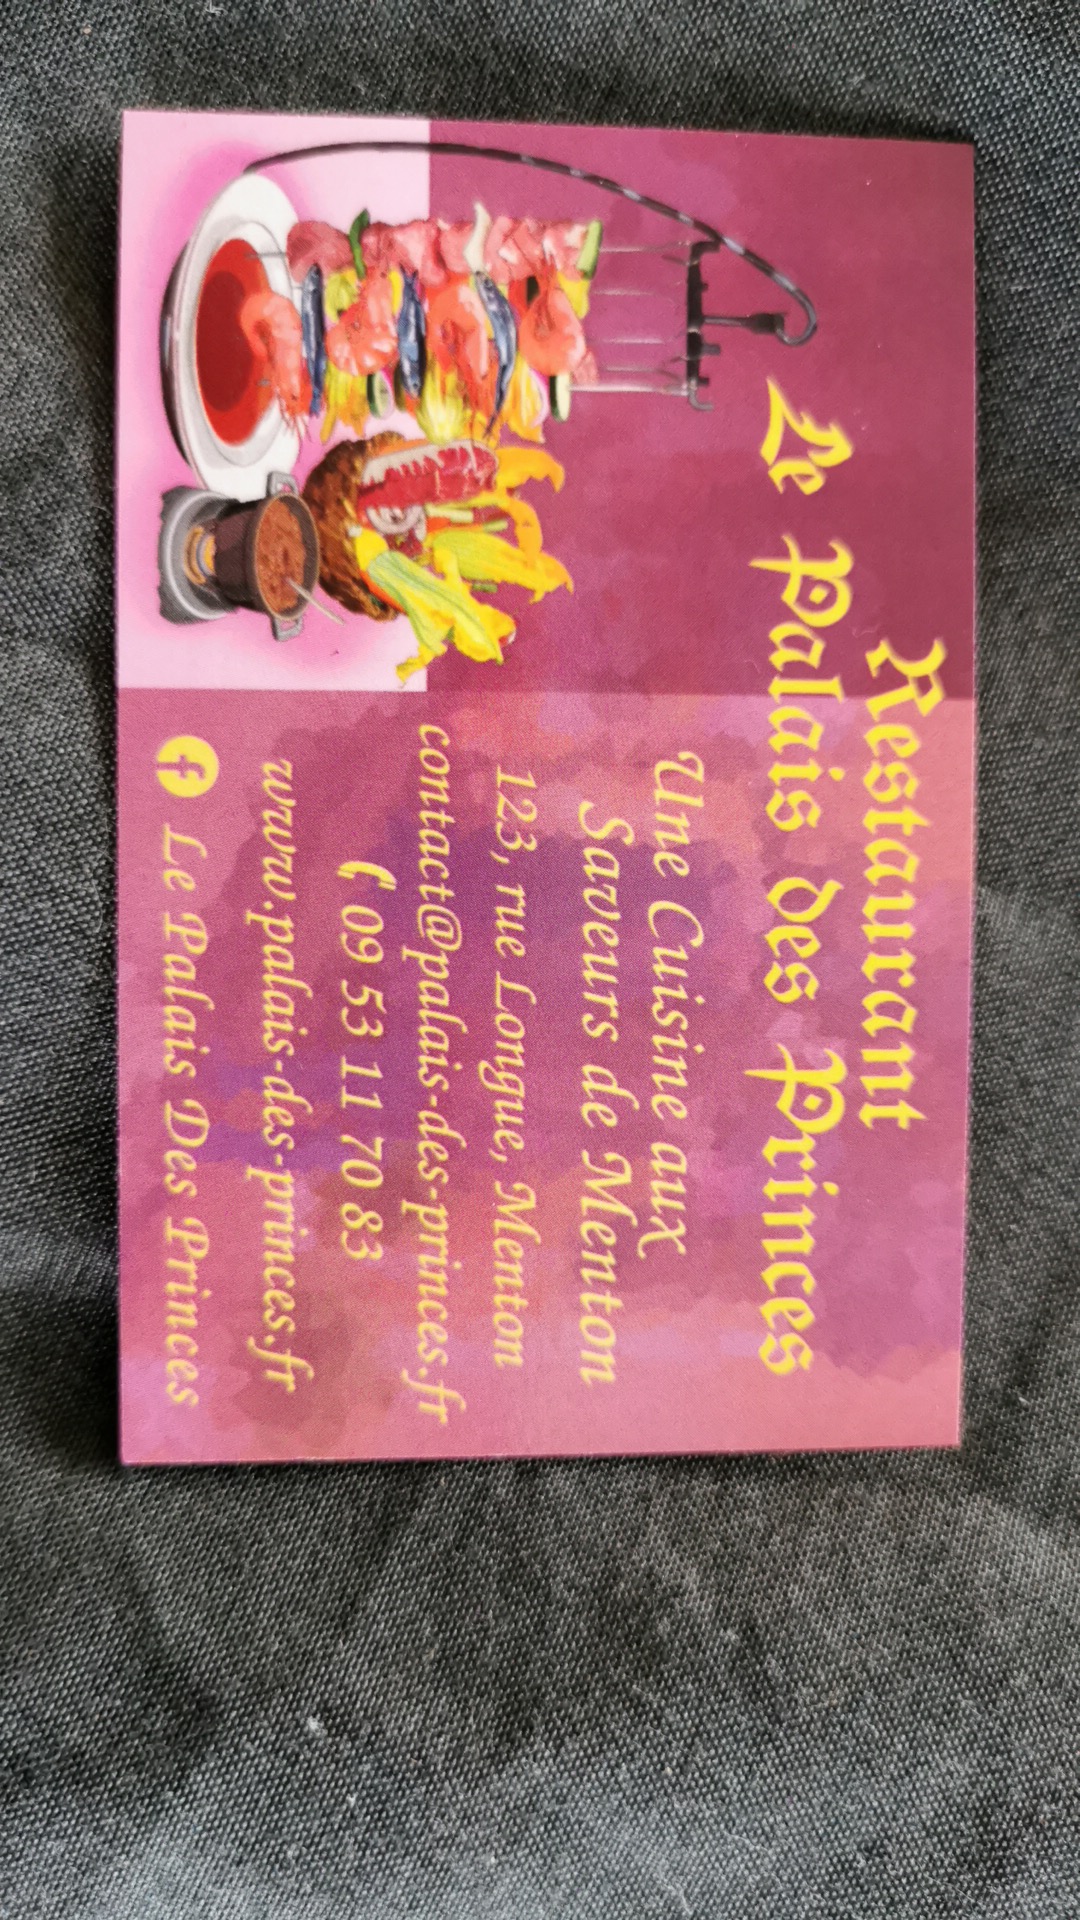 Restaurant
Le Palais des Princes
Une Cuisine aux
Saveurs de Menton
123, rue Longue, Menton
contact@palais-des-princes.fr
09 53 11 70 83
www.palais-des-princes.fr
f Le Palais Des Princes